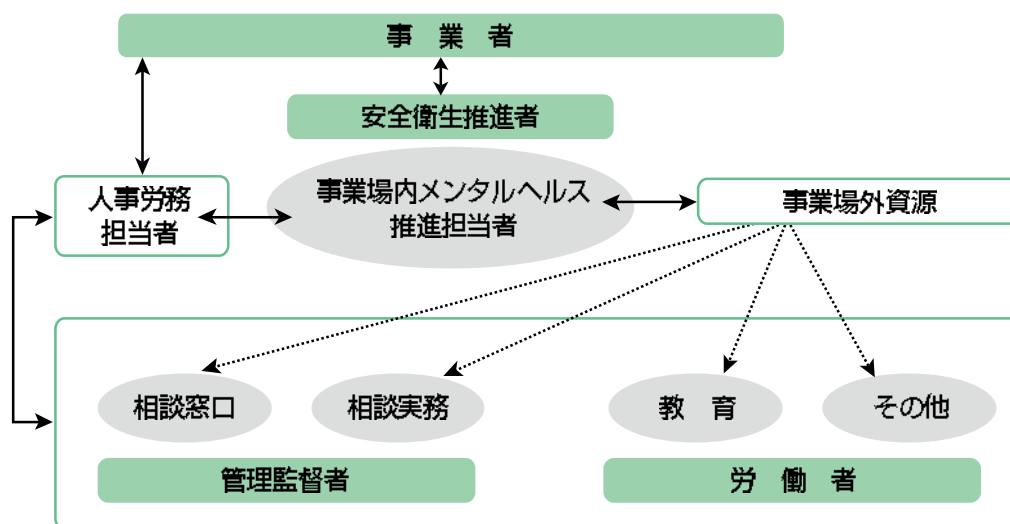 事 業 者
安全衛生推進者
人事労務
担当者
事業場内メンタルヘルス
推進担当者
事業場外資源
相談窓口
相談実務
教 育
その他
管理監督者
労 働 者